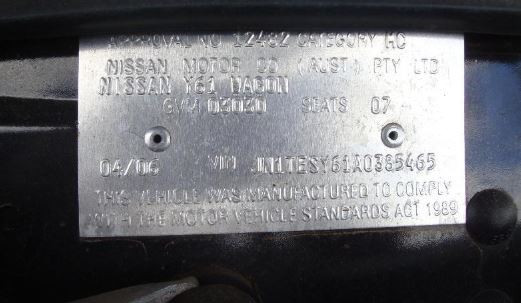 APPROVAL NO 12482 CATEGORY MC
NISSAN MOTOR CO (AUST) PTY LTD
NISSAN Y61 WAGON
GVM 03030 SEATS 07
04/06 VIN JN1TESY61A0385465
THIS VEHICLE WAS MANUFACTURED TO COMPLY
WITH THE MOTOR VEHICLE STANDARDS ACT 1989